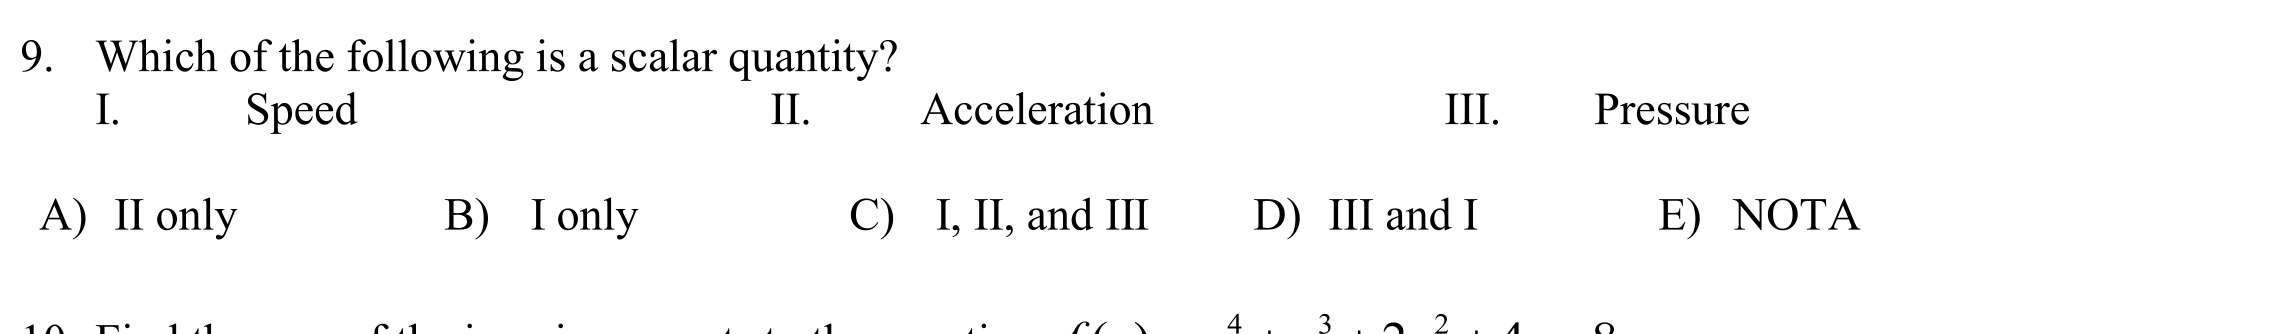 9. Which of the following is a scalar quantity?
I. Speed II. Acceleration III. Pressure
A) II only B) I only C) I, II, and III D) III and I E) NOTA